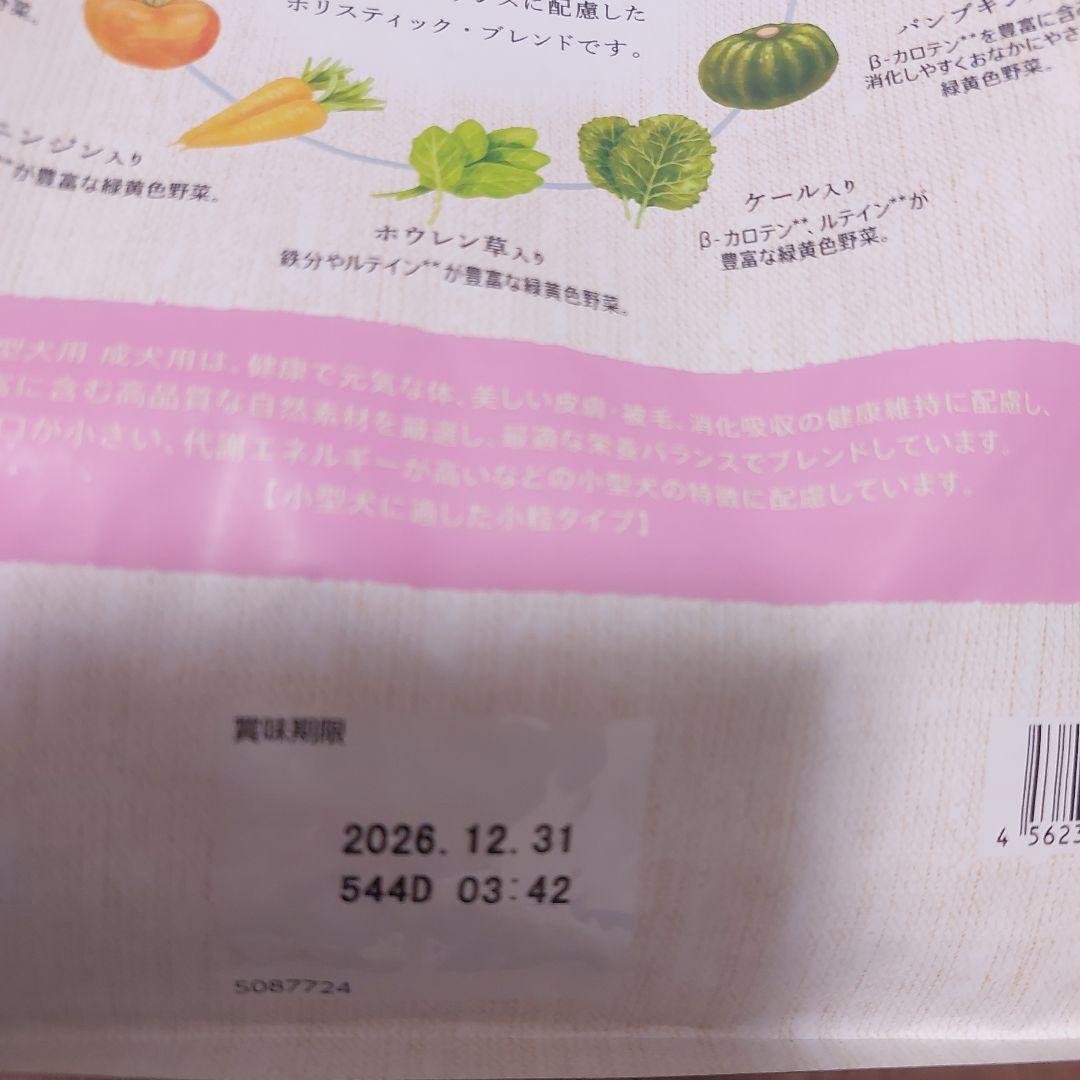 野菜。
スに配慮した
ホリスティック・ブレンドです。
パンプキン
β-カロテン**を豊富に含
消化しやすくおなかにやさ
緑黄色野菜。
ニンジン入り
**が豊富な緑黄色野菜。
ホウレン草入り
鉄分やルテイン**が豊富な緑黄色野菜。
ケール入り
β-カロテン**、ルテイン**が
豊富な緑黄色野菜。
型犬用 成犬用は、健康で元気な体、美しい皮膚・被毛、消化吸収の健康維持に配慮し、
富に含む高品質な自然素材を厳選し、最適な栄養バランスでブレンドしています。
口が小さい、代謝エネルギーが高いなどの小型犬の特徴に配慮しています。
【小型犬に適した小粒タイプ】
賞味期限
2026.12.31
544D 03:42
5087724
4 5623